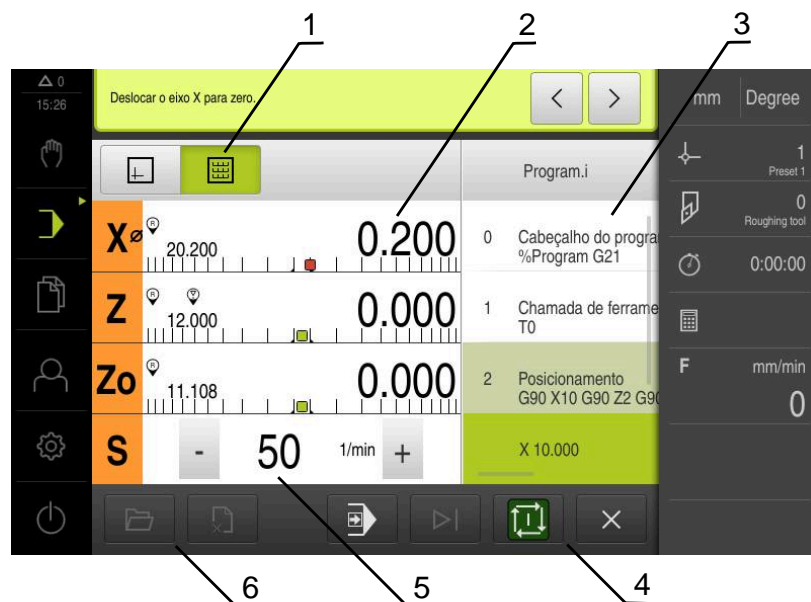 1
2
3
0
15:26
Deslocar o eixo X para zero.
< >
mm Degree
Program.i
1
Preset 1
X ø
R
20.200
0.200
0 Cabeçalho do progra
%Program G21
0
Roughing tool
0:00:00
Z
R
12.000
0.000
1 Chamada de ferrame
T0
Zo
R
11.108
0.000
2 Posicionamento
G90 X10 G90 Z2 G90
F mm/min
0
S
- 50 1/min +
X 10.000
6
5
4